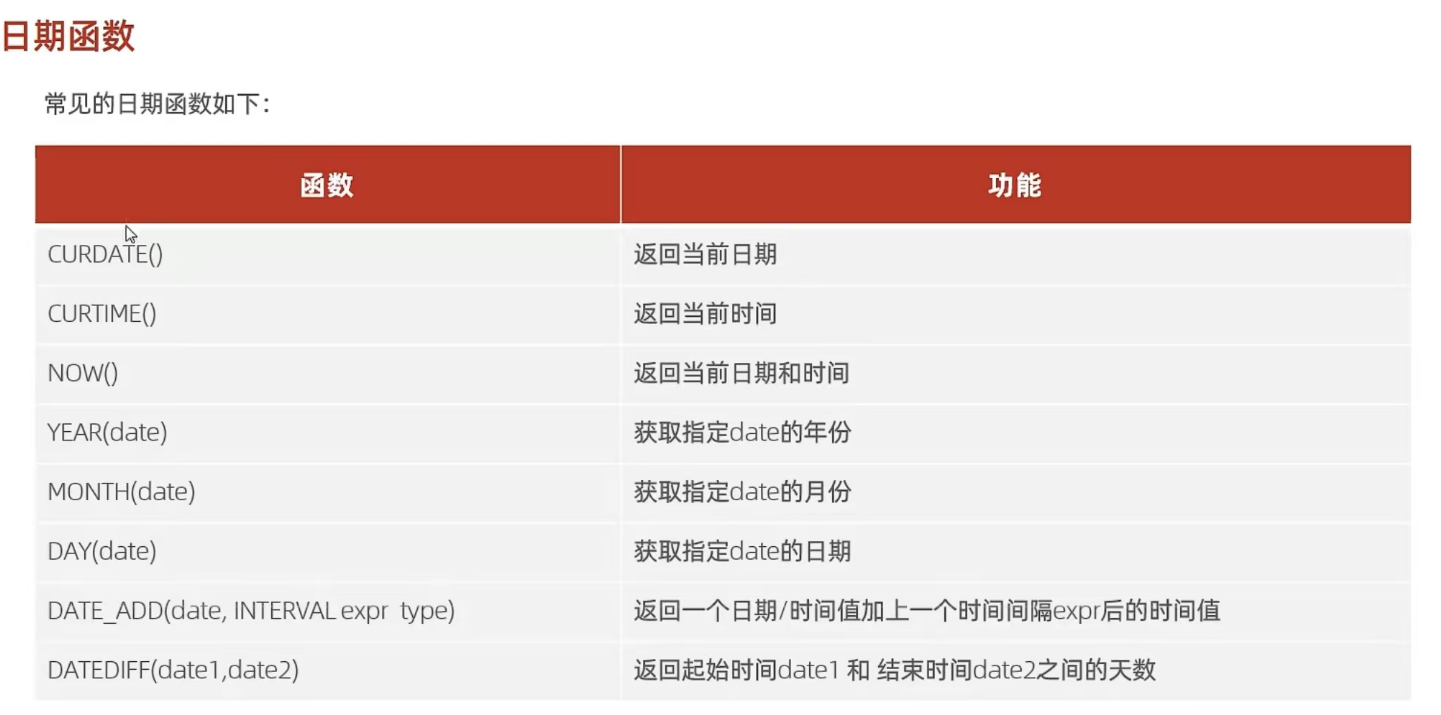 日期函数
常见的日期函数如下：
函数 功能
CURDATE() 返回当前日期
CURTIME() 返回当前时间
NOW() 返回当前日期和时间
YEAR(date) 获取指定date的年份
MONTH(date) 获取指定date的月份
DAY(date) 获取指定date的日期
DATE_ADD(date, INTERVAL expr type) 返回一个日期/时间值加上一个时间间隔expr后的时间值
DATEDIFF(date1,date2) 返回起始时间date1 和 结束时间date2之间的天数